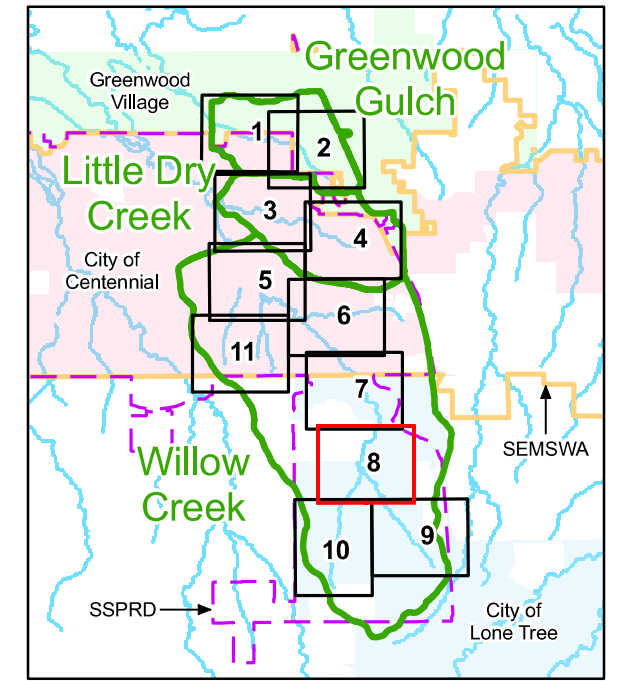 Greenwood
Gulch
Greenwood
Village
1
2
Little Dry
Creek
3
4
City of
Centennial
5
6
11
7
SEMSWA
Willow
Creek
8
9
10
SSPRD
City of
Lone Tree